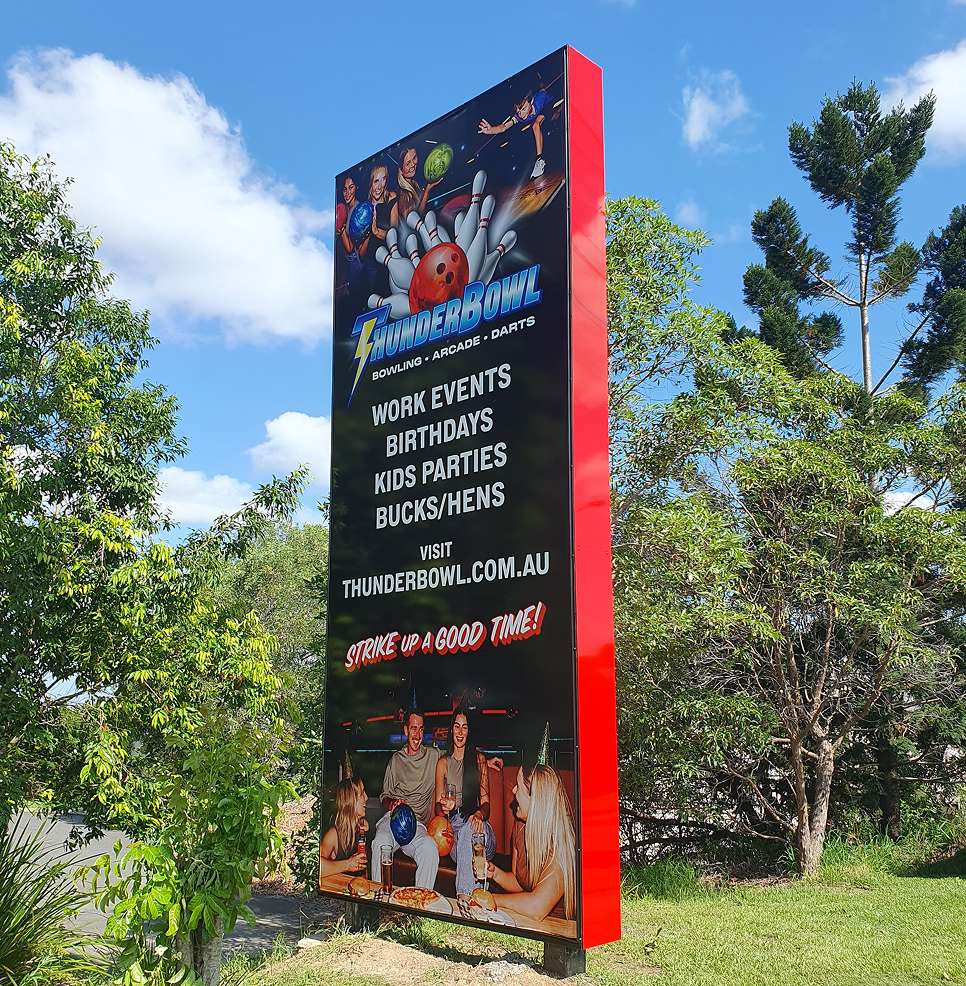 THUNDERBOWL
BOWLING • ARCADE • DARTS
WORK EVENTS
BIRTHDAYS
KIDS PARTIES
BUCKS/HENS
VISIT
THUNDERBOWL.COM.AU
STRIKE UP A GOOD TIME!